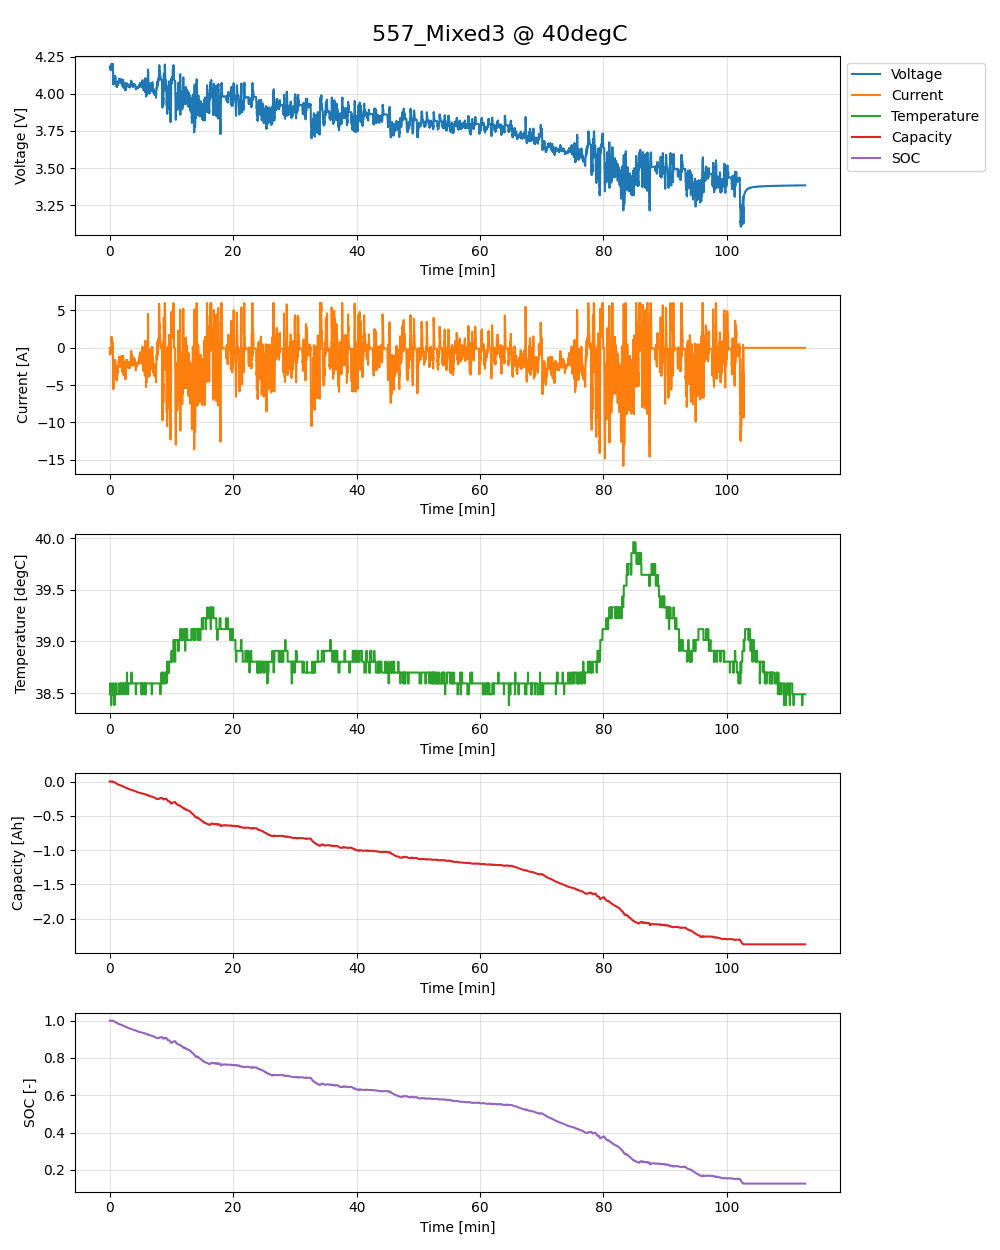 557_Mixed3 @ 40degC
Voltage
Current
Temperature
Capacity
SOC
Voltage [V]
4.25
4.00
3.75
3.50
3.25
0 20 40 60 80 100
Time [min]
Current [A]
5
0
−5
−10
−15
0 20 40 60 80 100
Time [min]
Temperature [degC]
40.0
39.5
39.0
38.5
0 20 40 60 80 100
Time [min]
Capacity [Ah]
0.0
−0.5
−1.0
−1.5
−2.0
0 20 40 60 80 100
Time [min]
SOC [-]
1.0
0.8
0.6
0.4
0.2
0 20 40 60 80 100
Time [min]